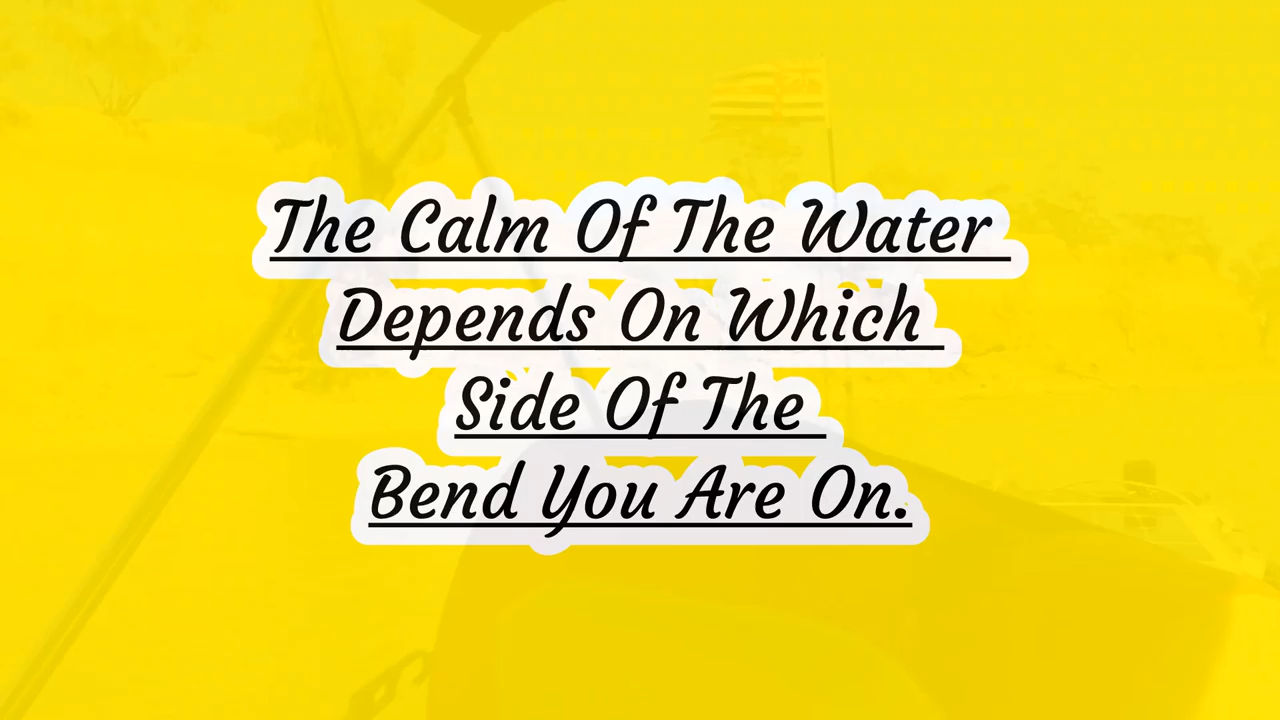 The Calm Of The Water
Depends On Which
Side Of The
Bend You Are On.